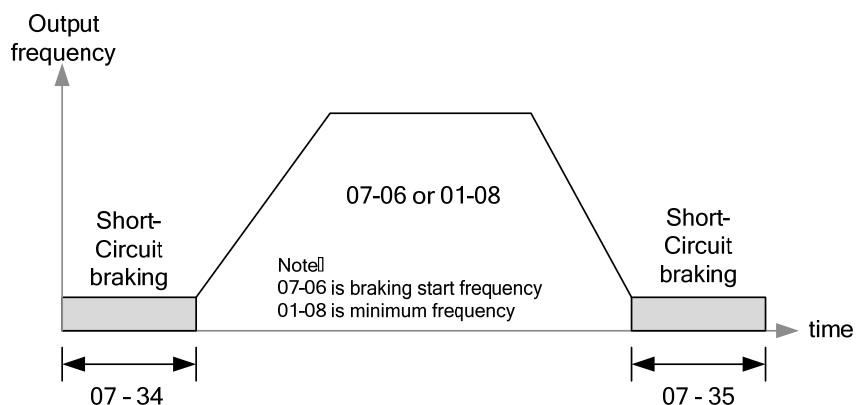 Output
frequency
07-06 or 01-08
Short-
Circuit
braking
Short-
Circuit
braking
Note▯
07-06 is braking start frequency
01-08 is minimum frequency
time
07 - 34
07 - 35